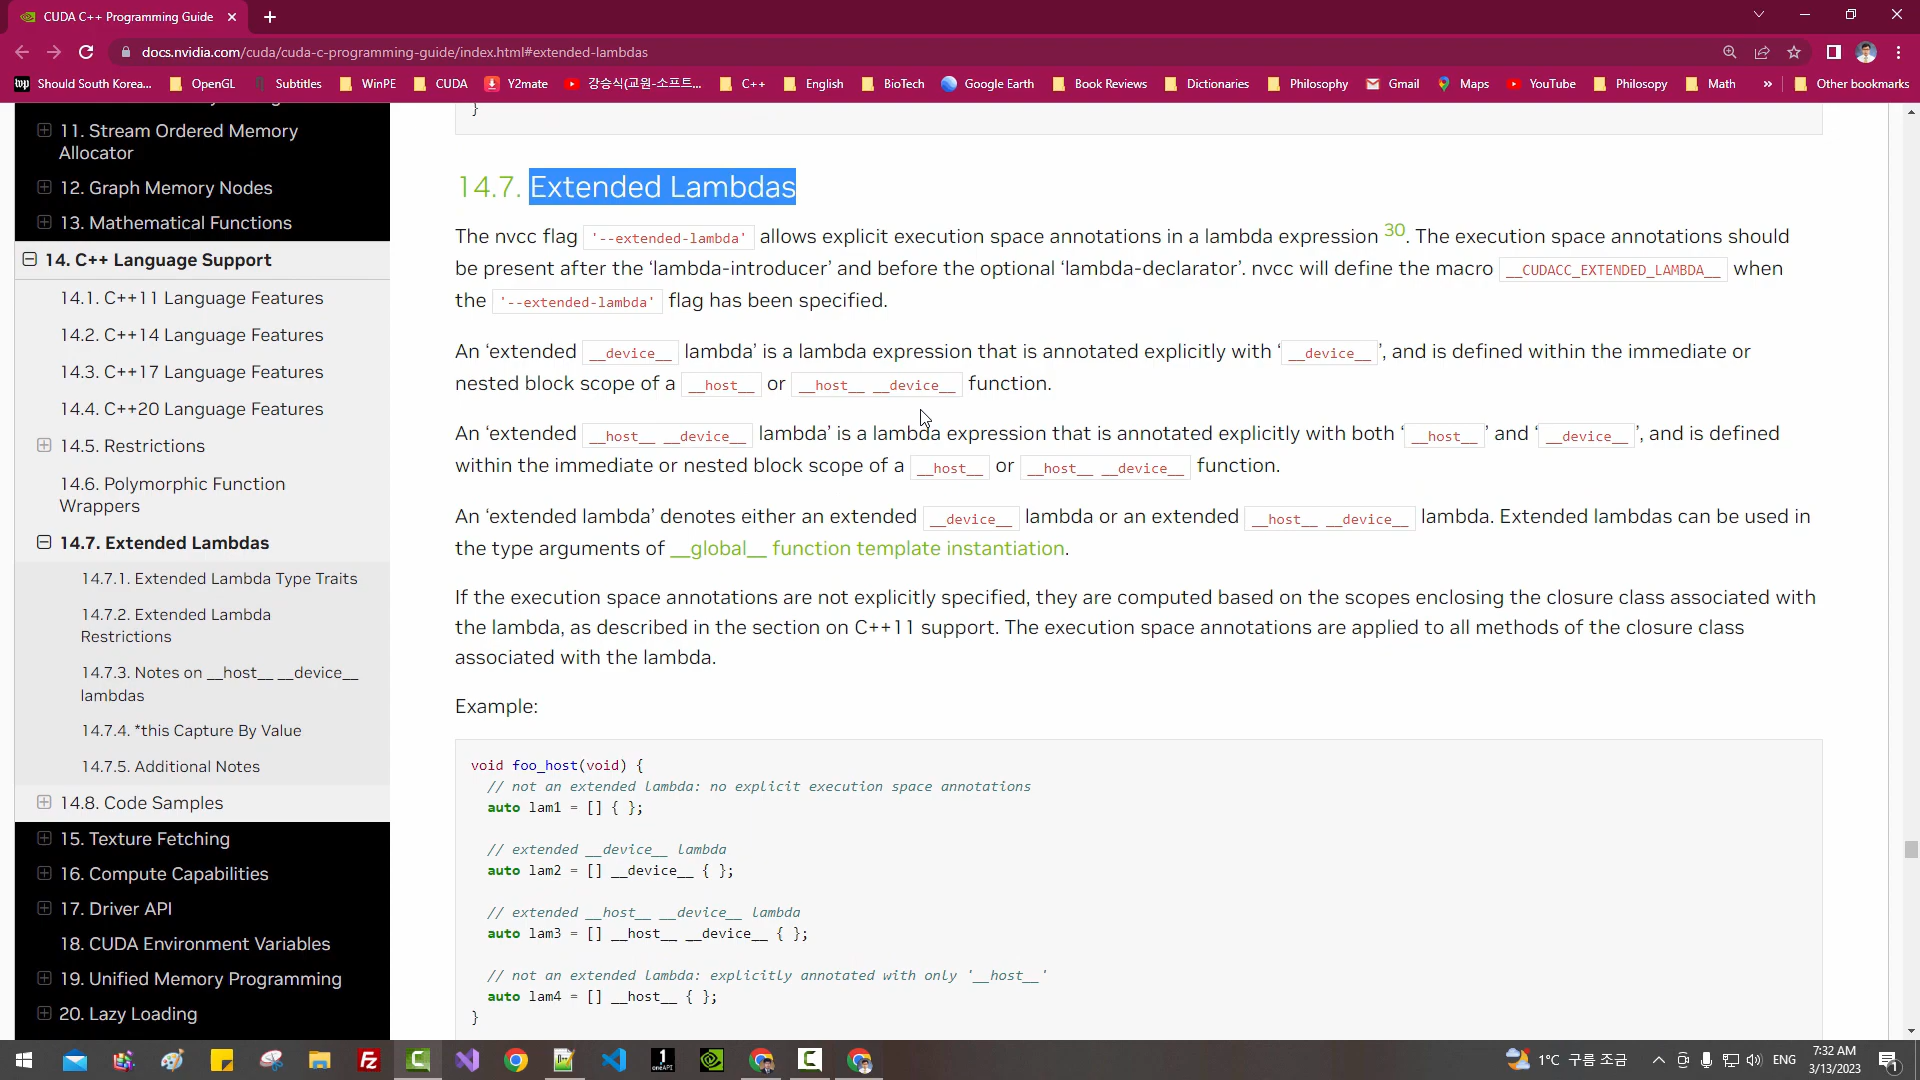 CUDA C++ Programming Guide
docs.nvidia.com/cuda/cuda-c-programming-guide/index.html#extended-lambdas
Should South Korea... OpenGL Subtitles WinPE CUDA Y2mate 강승식(교원-소프트... C++ English BioTech Google Earth Book Reviews Dictionaries Philosophy Gmail Maps YouTube Philosopy Math » Other bookmarks
11. Stream Ordered Memory
Allocator
12. Graph Memory Nodes
13. Mathematical Functions
14. C++ Language Support
14.1. C++11 Language Features
14.2. C++14 Language Features
14.3. C++17 Language Features
14.4. C++20 Language Features
14.5. Restrictions
14.6. Polymorphic Function
Wrappers
14.7. Extended Lambdas
14.7.1. Extended Lambda Type Traits
14.7.2. Extended Lambda
Restrictions
14.7.3. Notes on __host__ __device__
lambdas
14.7.4. *this Capture By Value
14.7.5. Additional Notes
14.8. Code Samples
15. Texture Fetching
16. Compute Capabilities
17. Driver API
18. CUDA Environment Variables
19. Unified Memory Programming
20. Lazy Loading
}
14.7. Extended Lambdas
The nvcc flag '--extended-lambda' allows explicit execution space annotations in a lambda expression 30. The execution space annotations should
be present after the ‘lambda-introducer’ and before the optional ‘lambda-declarator’. nvcc will define the macro __CUDACC_EXTENDED_LAMBDA__ when
the '--extended-lambda' flag has been specified.
An ‘extended __device__ lambda’ is a lambda expression that is annotated explicitly with ‘__device__’, and is defined within the immediate or
nested block scope of a __host__ or __host__ __device__ function.
An ‘extended __host__ __device__ lambda’ is a lambda expression that is annotated explicitly with both ‘__host__’ and ‘__device__’, and is defined
within the immediate or nested block scope of a __host__ or __host__ __device__ function.
An ‘extended lambda’ denotes either an extended __device__ lambda or an extended __host__ __device__ lambda. Extended lambdas can be used in
the type arguments of __global__ function template instantiation.
If the execution space annotations are not explicitly specified, they are computed based on the scopes enclosing the closure class associated with
the lambda, as described in the section on C++11 support. The execution space annotations are applied to all methods of the closure class
associated with the lambda.
Example:
void foo_host(void) {
// not an extended lambda: no explicit execution space annotations
auto lam1 = [] { };
// extended __device__ lambda
auto lam2 = [] __device__ { };
// extended __host__ __device__ lambda
auto lam3 = [] __host__ __device__ { };
// not an extended lambda: explicitly annotated with only '__host__'
auto lam4 = [] __host__ { };
}
1°C 구름 조금
ENG
7:32 AM
3/13/2023